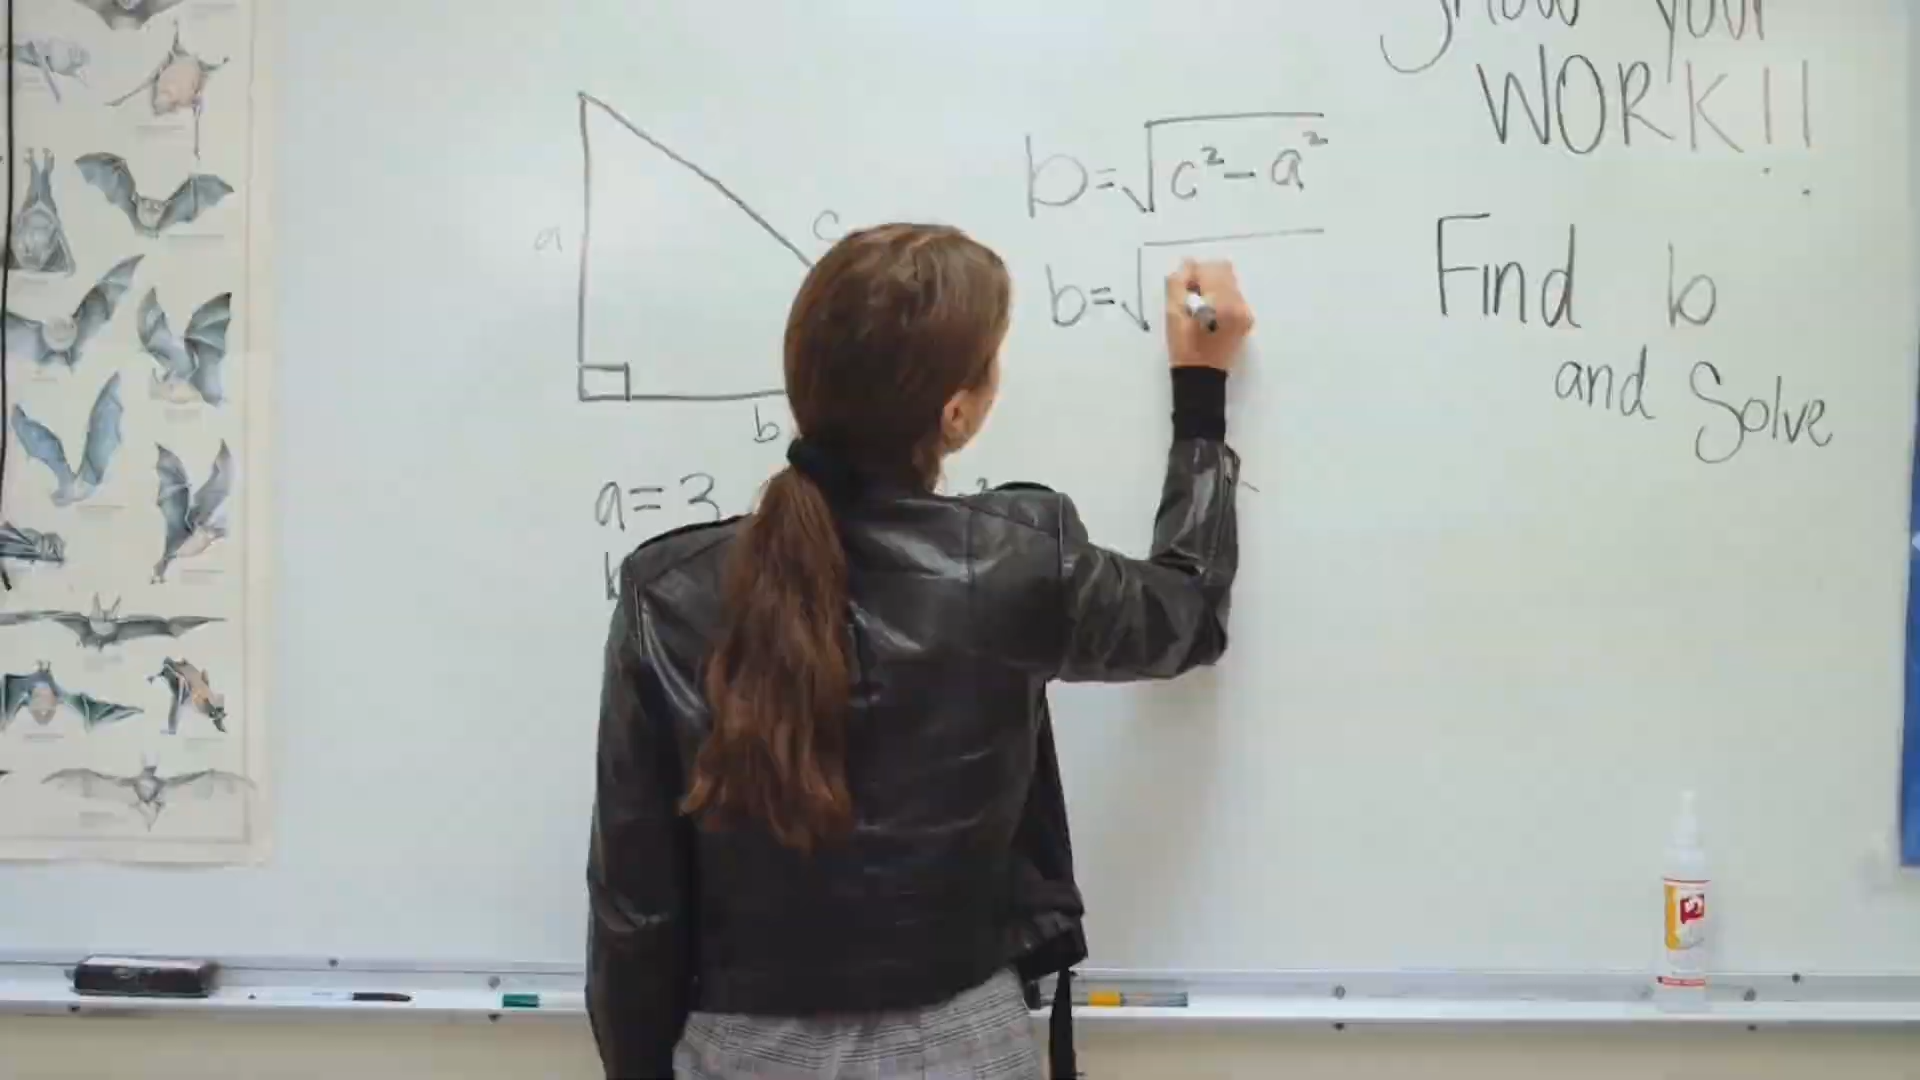 Show your
WORK!!
a
c
b
b=√c²-a²
b=√
Find b
and Solve
a=3